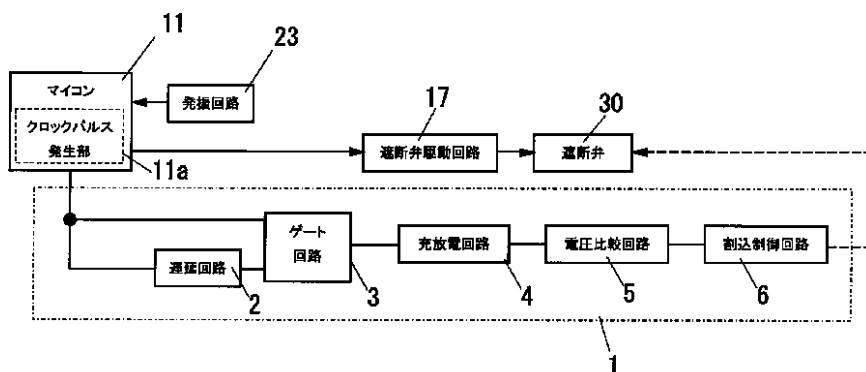 11
マイコン
クロックパルス
発生部
11a
23
発振回路
17
遮断弁駆動回路
30
遮断弁
遅延回路
2
ゲート
回路
3
充放電回路
4
電圧比較回路
5
割込制御回路
6
1